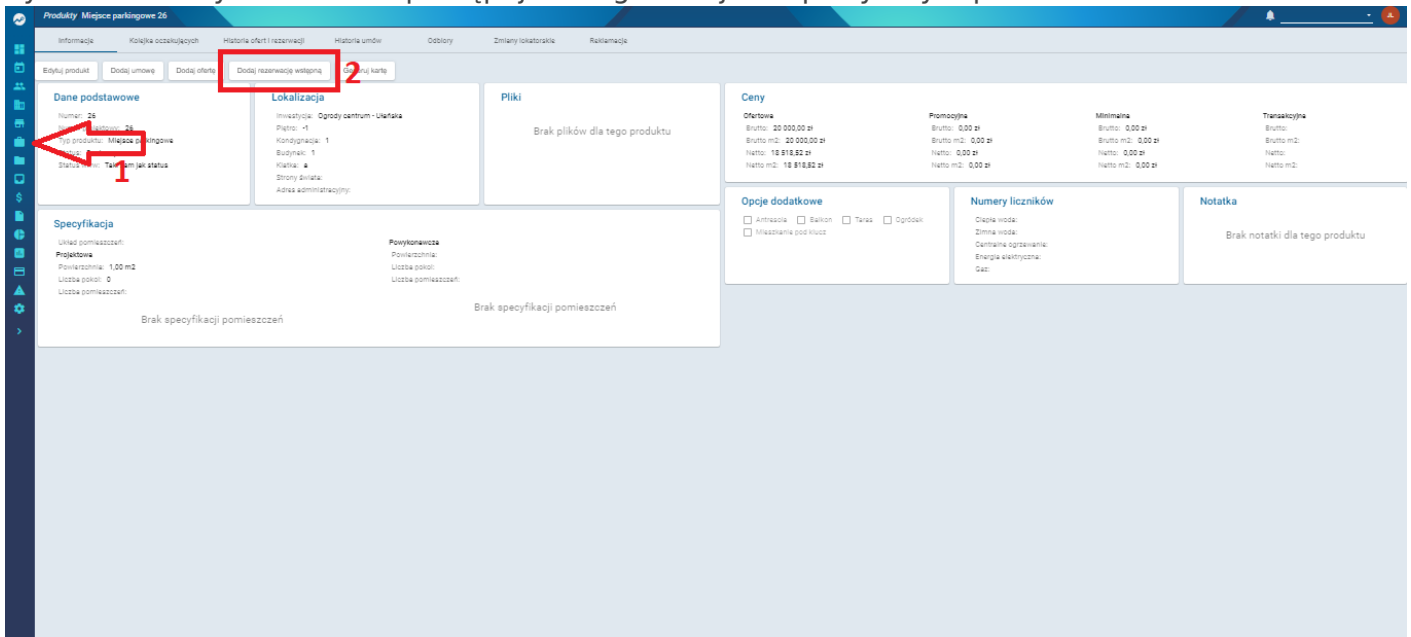 Produkty Miejsce parkingowe 26
Informacje Kolejka oczekujących Historia ofert i rezerwacji Historia umów Odbiory Zmiany lokatorskie Reklamacje
Edytuj produkt Dodaj umowę Dodaj ofertę Dodaj rezerwację wstępną kartę
2
Dane podstawowe
Numer: 26
26
Typ produktu: Miejsce parkingowe
Status
jak status
1
Lokalizacja
Inwestycja: Ogrody centrum - Uleńska
Piętro: -1
Kondygnacja: 1
Budynek: 1
Klatka: a
Strony świata:
Adres administracyjny:
Pliki
Brak plików dla tego produktu
Ceny
Ofertowa Promocyjna Minimalna Transakcyjna
Brutto: 20 000,00 zł Brutto: 0,00 zł Brutto: 0,00 zł Brutto:
Brutto m2: 20 000,00 zł Brutto m2: 0,00 zł Brutto m2: 0,00 zł Brutto m2:
Netto: 18 518,52 zł Netto: 0,00 zł Netto: 0,00 zł Netto:
Netto m2: 18 518,52 zł Netto m2: 0,00 zł Netto m2: 0,00 zł Netto m2:
Specyfikacja
Układ pomieszczeń:
Projektowa Powykonawcza
Powierzchnia: 1,00 m2 Powierzchnia:
Liczba pokoi: 0 Liczba pokoi:
Liczba pomieszczeń: Liczba pomieszczeń:
Brak specyfikacji pomieszczeń
Brak specyfikacji pomieszczeń
Opcje dodatkowe
Antresola Balkon Taras Ogródek
Mieszkanie pod klucz
Numery liczników
Ciepła woda:
Zimna woda:
Centralne ogrzewanie:
Energia elektryczna:
Gaz:
Notatka
Brak notatki dla tego produktu